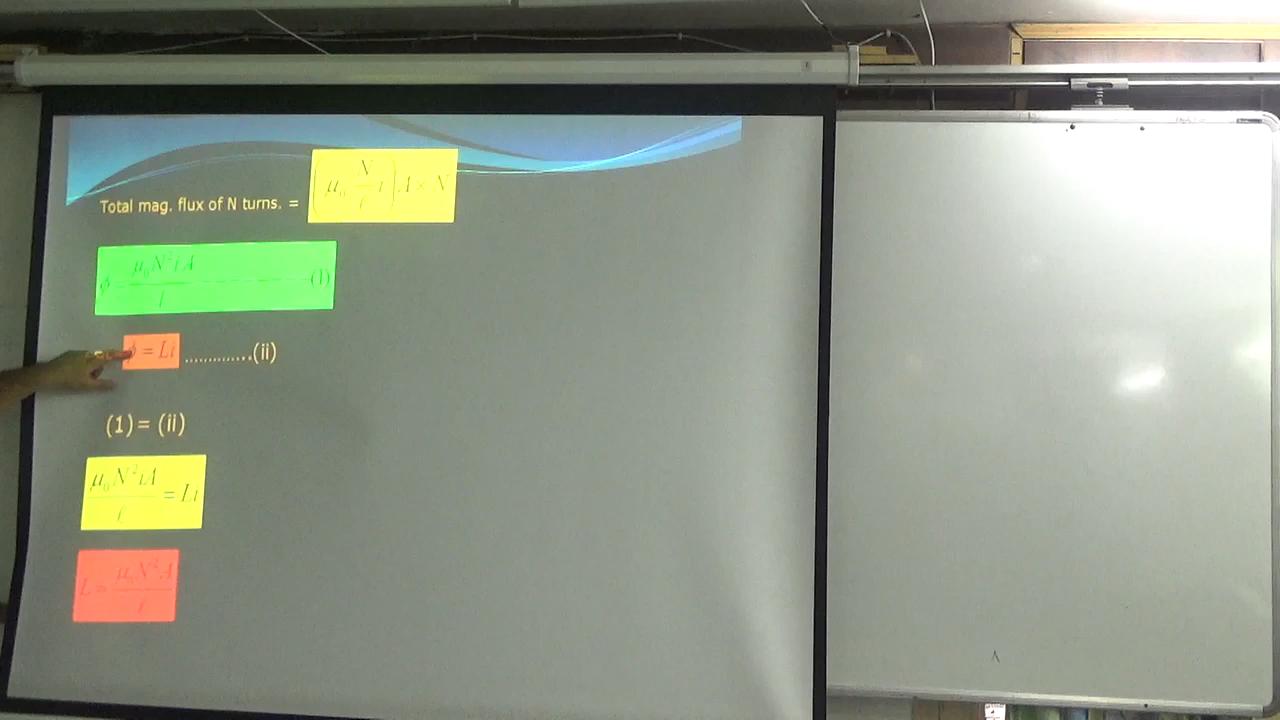 Total mag. flux of N turns. = (μ₀ N/ℓ i) A × N
ϕ = μ₀N²iA/ℓ ---------------(1)
ϕ = Li .............(ii)
(1) = (ii)
μ₀N²iA/ℓ = Li
L = μ₀N²A/ℓ